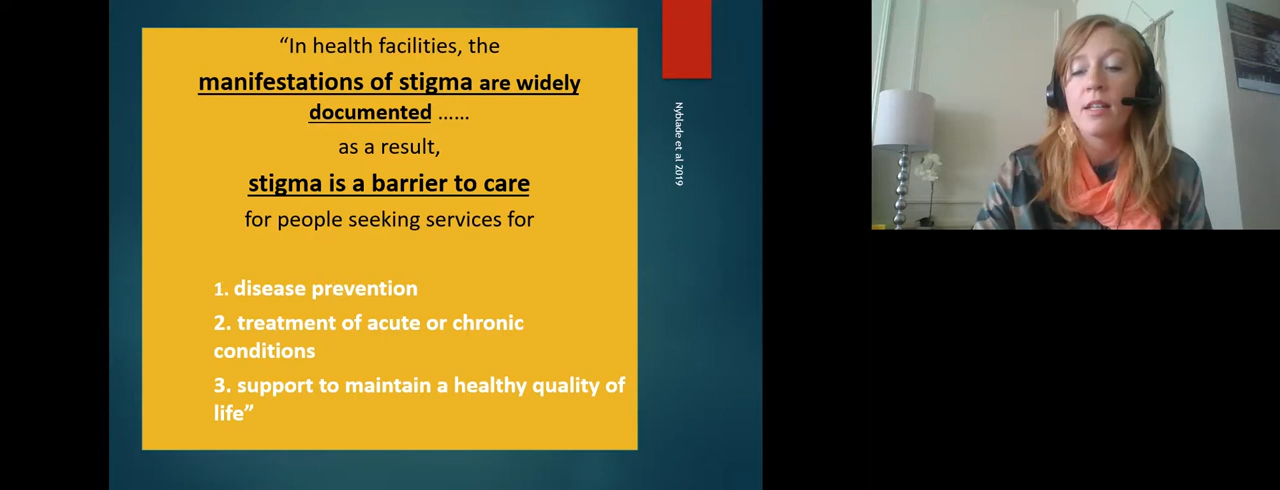 “In health facilities, the
manifestations of stigma are widely
documented ……
as a result,
stigma is a barrier to care
for people seeking services for
1. disease prevention
2. treatment of acute or chronic
conditions
3. support to maintain a healthy quality of
life”
Nyblade et al 2019